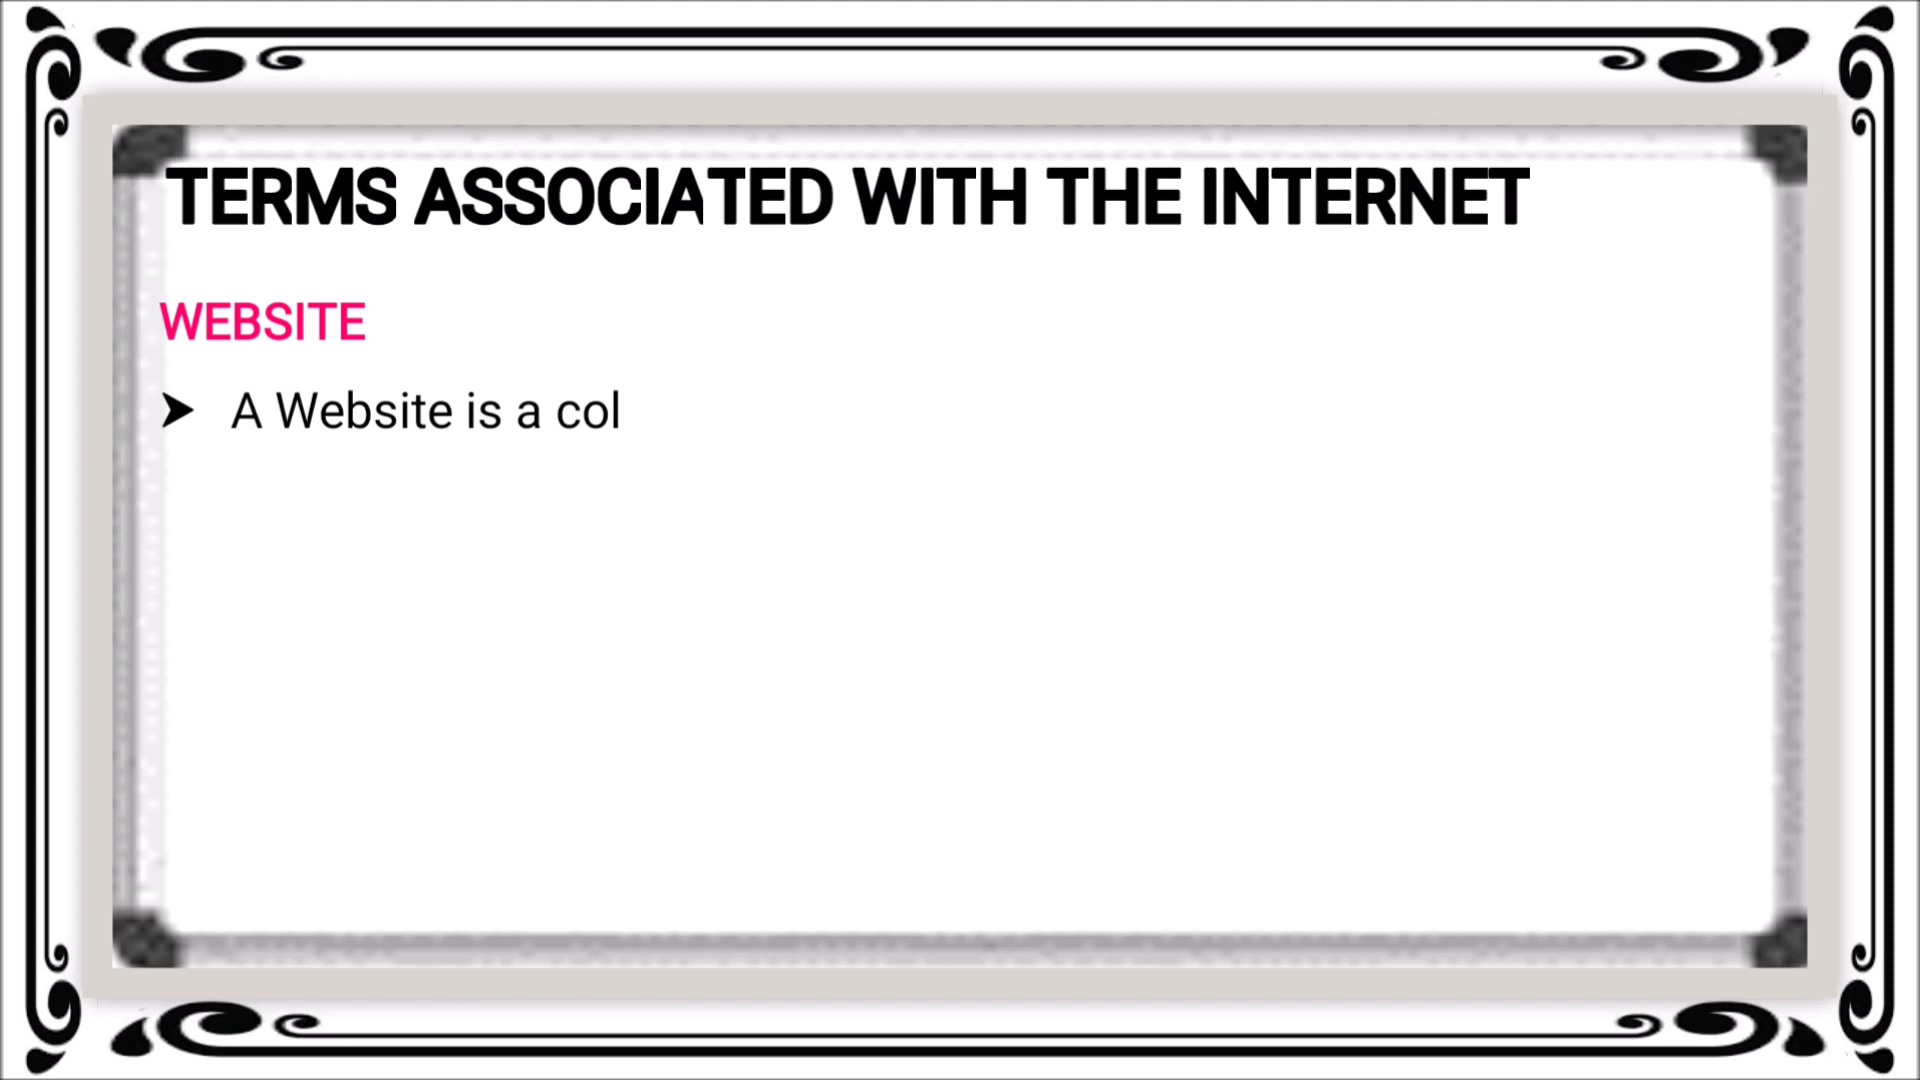 TERMS ASSOCIATED WITH THE INTERNET
WEBSITE
➤ A Website is a col